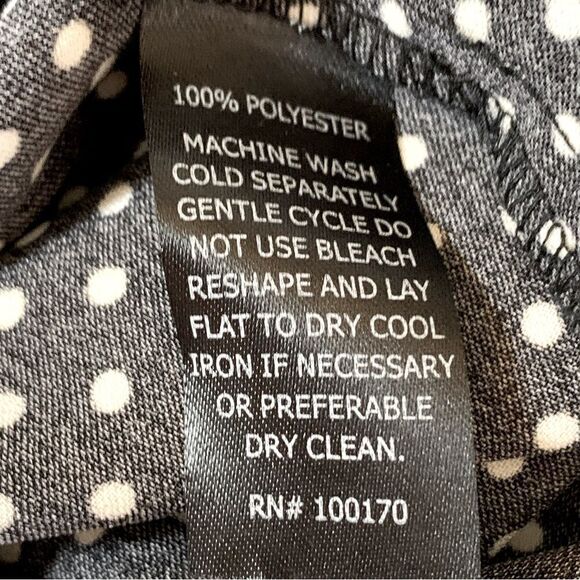 100% POLYESTER
MACHINE WASH
COLD SEPARATELY
GENTLE CYCLE DO
NOT USE BLEACH
RESHAPE AND LAY
FLAT TO DRY COOL
IRON IF NECESSARY
OR PREFERABLE
DRY CLEAN.
RN# 100170